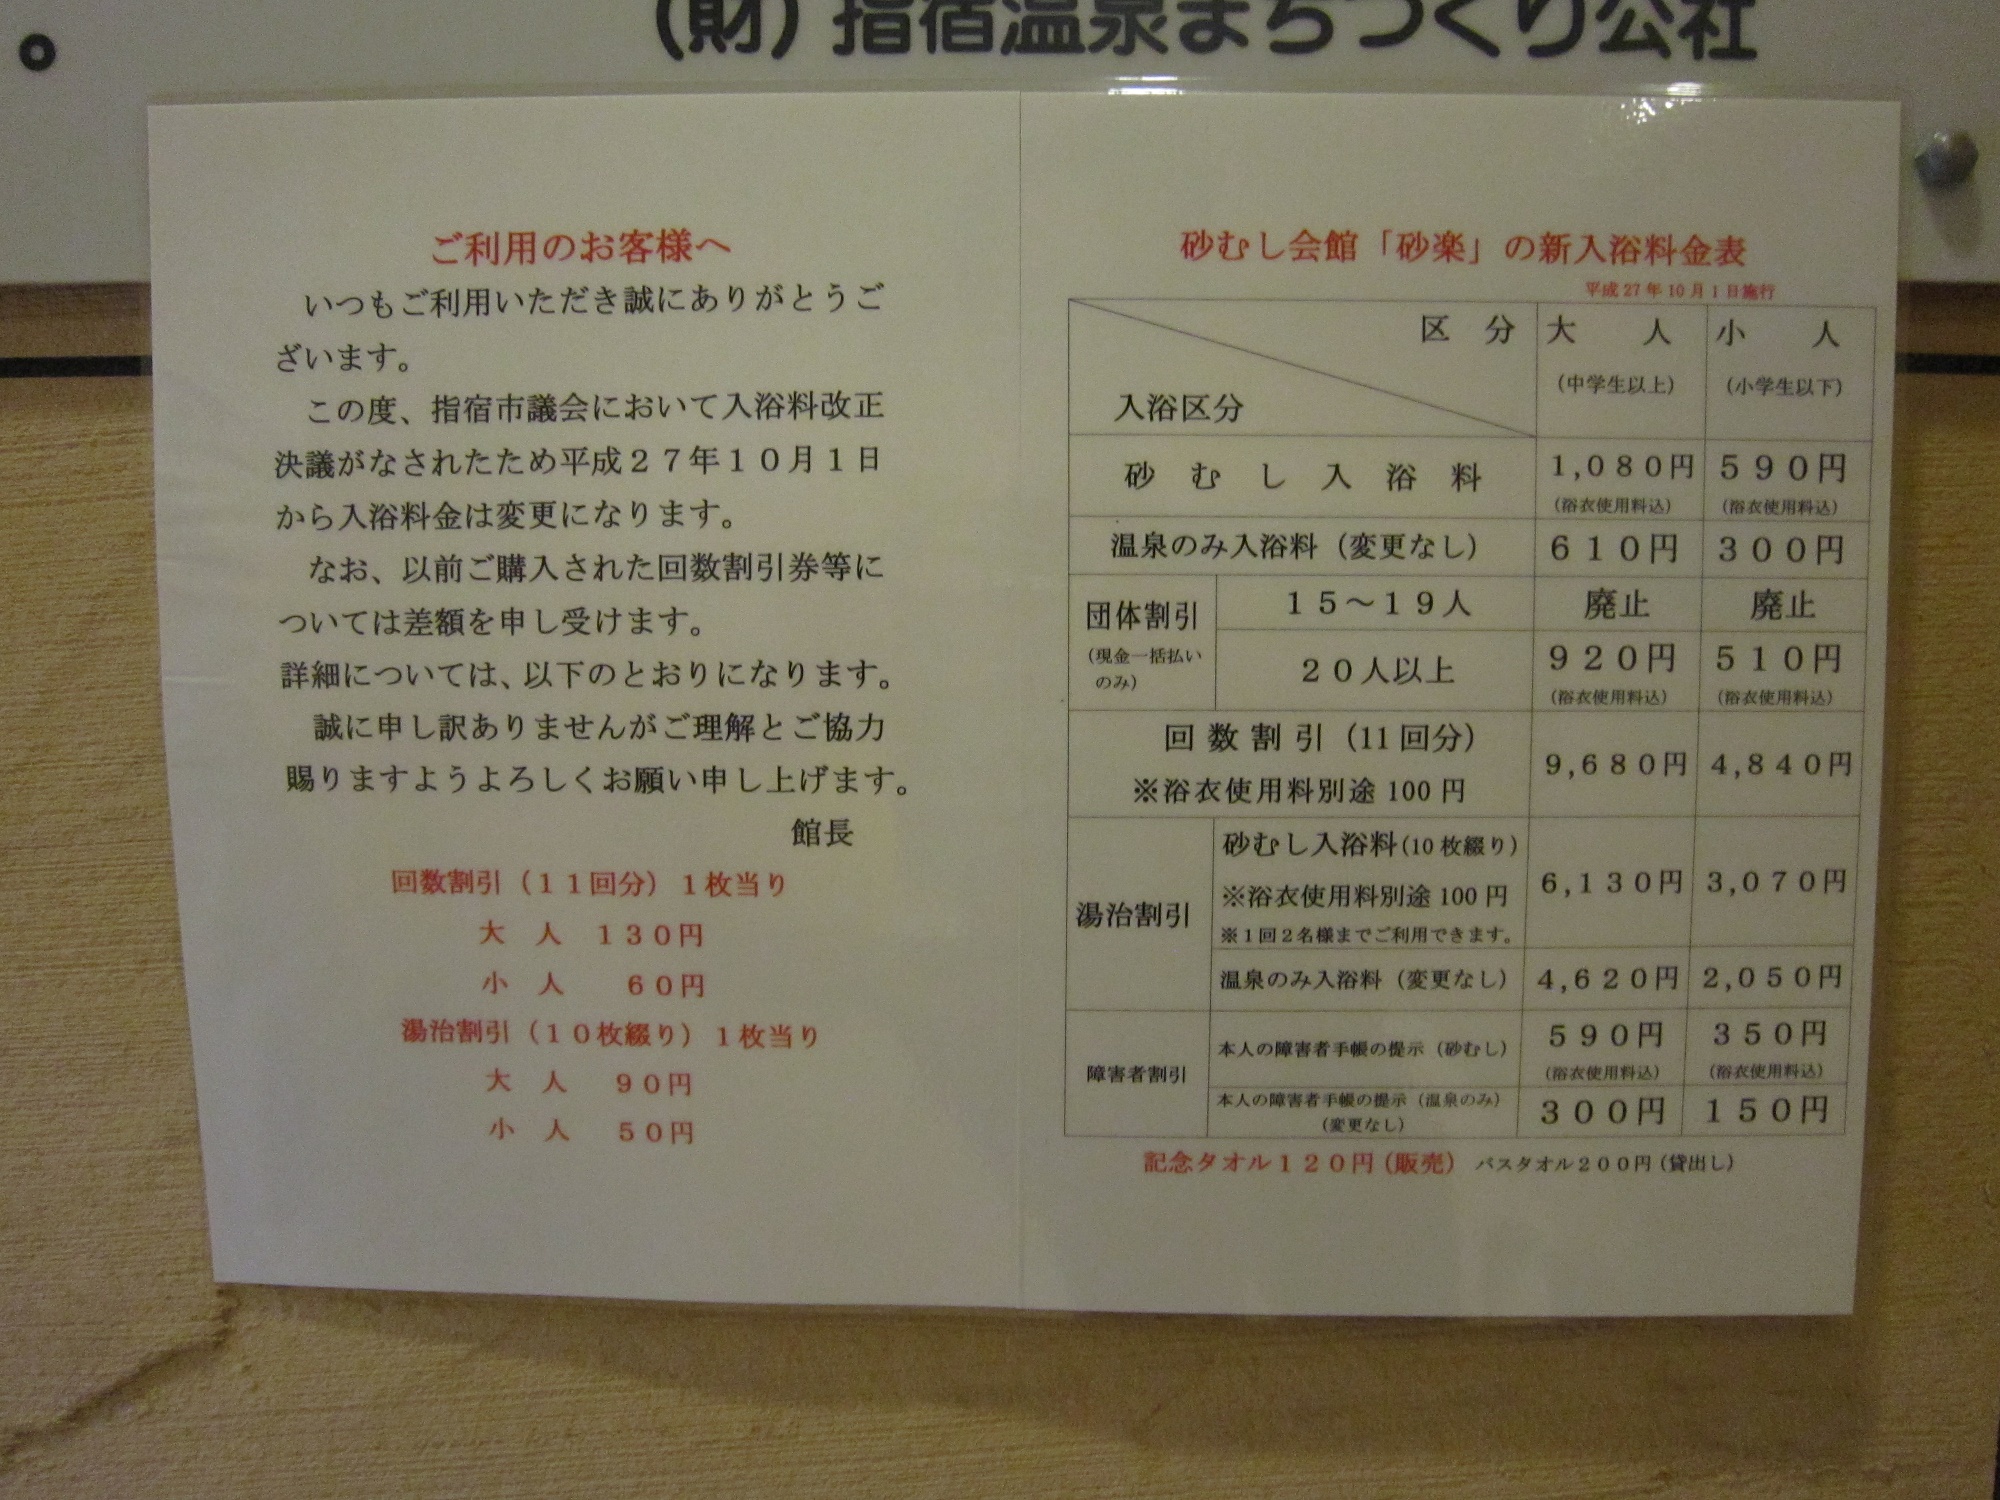 。
(財)指宿温泉まちづくり公社
ご利用のお客様へ
いつもご利用いただき誠にありがとうご
ざいます。
この度、指宿市議会において入浴料改正
決議がなされたため平成２７年１０月１日
から入浴料金は変更になります。
なお、以前ご購入された回数割引券等に
ついては差額を申し受けます。
詳細については、以下のとおりになります。
誠に申し訳ありませんがご理解とご協力
賜りますようよろしくお願い申し上げます。
館長
回数割引（１１回分）１枚当り
大　人　１３０円
小　人　６０円
湯治割引（１０枚綴り）１枚当り
大　人　９０円
小　人　５０円
砂むし会館「砂楽」の新入浴料金表
平成27年10月1日施行
区　分 大　人 小　人
（中学生以上） （小学生以下）
入浴区分
砂むし入浴料 １,０８０円 ５９０円
（浴衣使用料込） （浴衣使用料込）
温泉のみ入浴料（変更なし） ６１０円 ３００円
団体割引 １５～１９人 廃止 廃止
（現金一括払い
のみ）
２０人以上 ９２０円 ５１０円
（浴衣使用料込） （浴衣使用料込）
回数割引（11回分） ９,６８０円 ４,８４０円
※浴衣使用料別途100円
湯治割引
砂むし入浴料(10枚綴り) ６,１３０円 ３,０７０円
※浴衣使用料別途100円
※１回２名様までご利用できます。
温泉のみ入浴料（変更なし） ４,６２０円 ２,０５０円
障害者割引
本人の障害者手帳の提示（砂むし） ５９０円 ３５０円
（浴衣使用料込） （浴衣使用料込）
本人の障害者手帳の提示（温泉のみ） ３００円 １５０円
（変更なし）
記念タオル１２０円（販売） バスタオル２００円（貸出し）